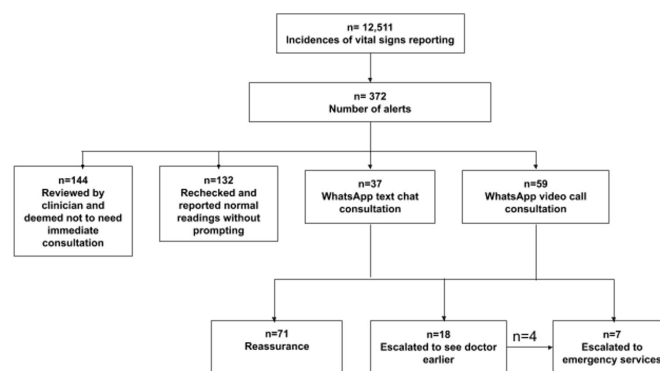 n= 12,511
Incidences of vital signs reporting
n= 372
Number of alerts
n=144
Reviewed by
clinician and
deemed not to need
immediate
consultation
n=132
Rechecked and
reported normal
readings without
prompting
n=37
WhatsApp text chat
consultation
n=59
WhatsApp video call
consultation
n=71
Reassurance
n=18
Escalated to see doctor
earlier
n=4
n=7
Escalated to
emergency services